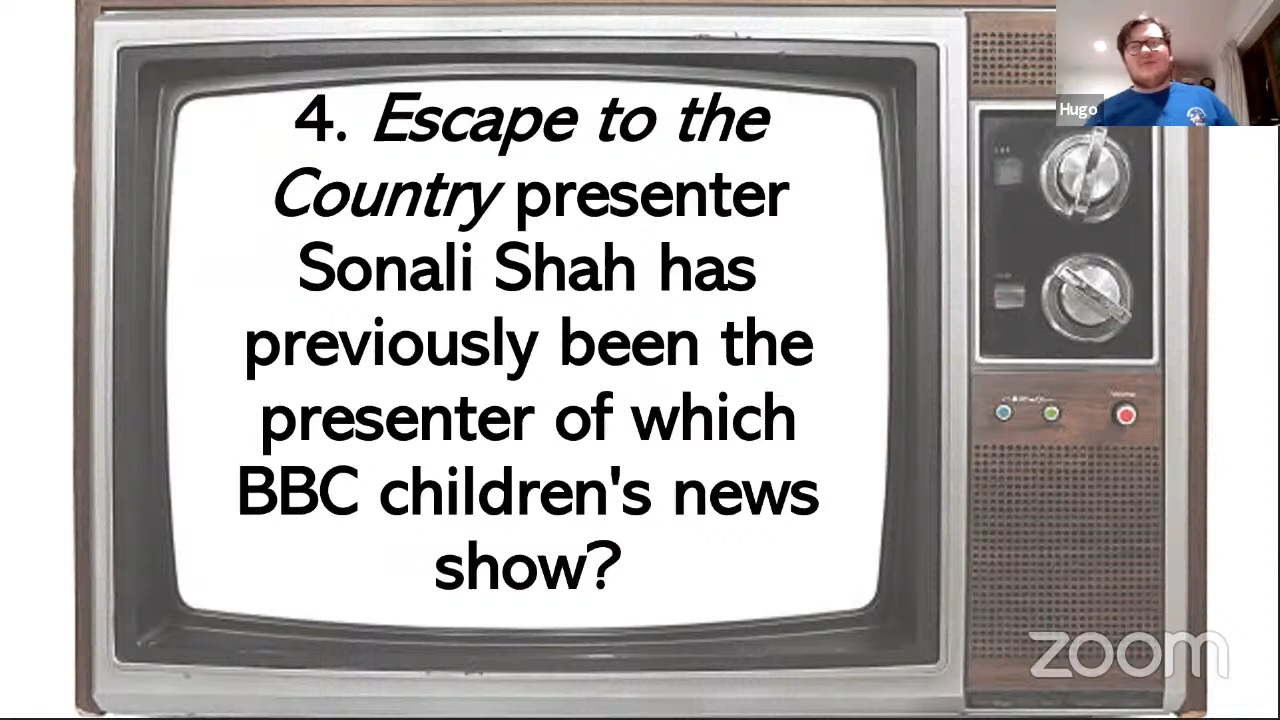 4. Escape to the
Country presenter
Sonali Shah has
previously been the
presenter of which
BBC children's news
show?
Hugo
zoom